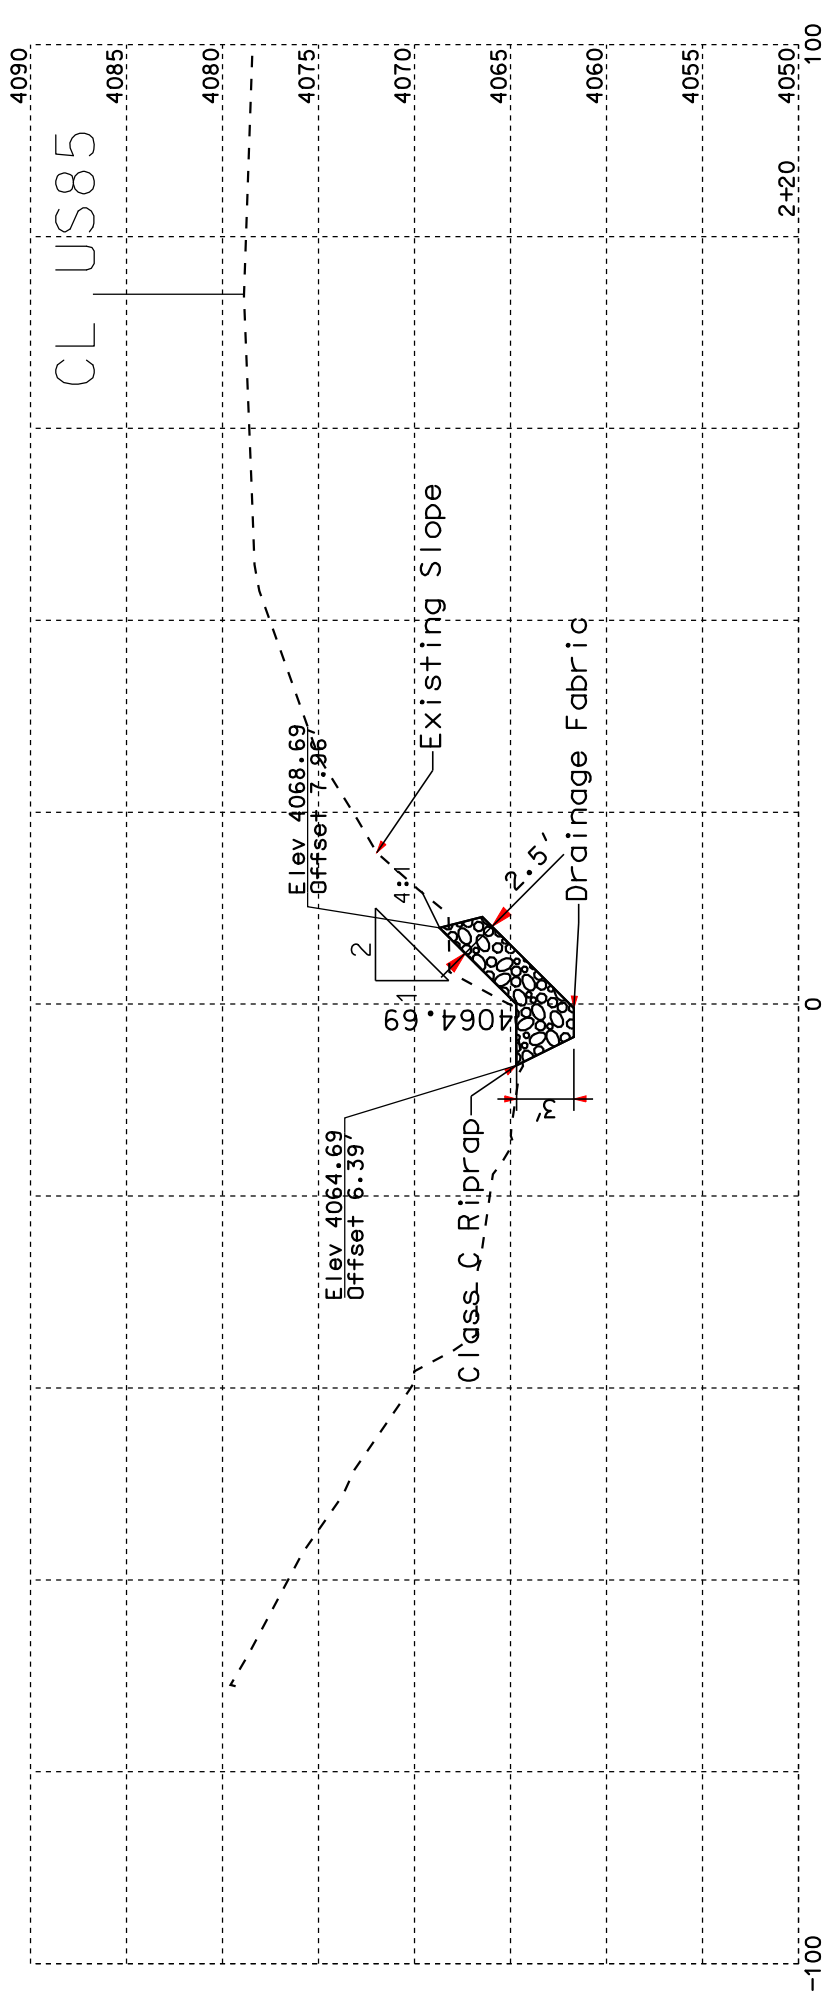 4090
4085
4080
4075
4070
4065
4060
4055
4050
100
2+20
CL US85
Existing Slope
Elev 4068.69
Offset 7.96'
4:1
2
1
2.5'
Drainage Fabric
0
4064.69
3'
Elev 4064.69
Offset 6.39'
Class C Riprap
-100